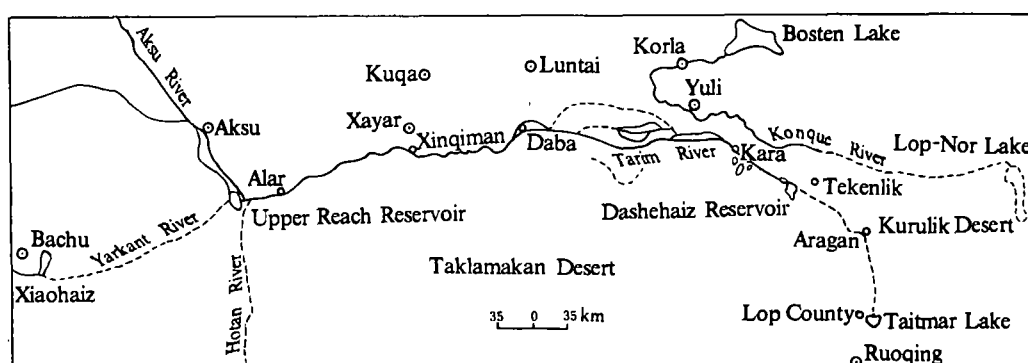 Bosten Lake
Korla
Luntai
Kuqa
Aksu River
Yuli
Aksu
Xayar
Xinqiman
Daba
Tarim River
Konque River
Lop-Nor Lake
Kara
Alar
Tekenlik
Upper Reach Reservoir
Dashehaiz Reservoir
Bachu
Yarkant River
Aragan
Kurulik Desert
Xiaohaiz
Hotan River
Taklamakan Desert
35 0 35 km
Lop County
Taitmar Lake
Ruoqing